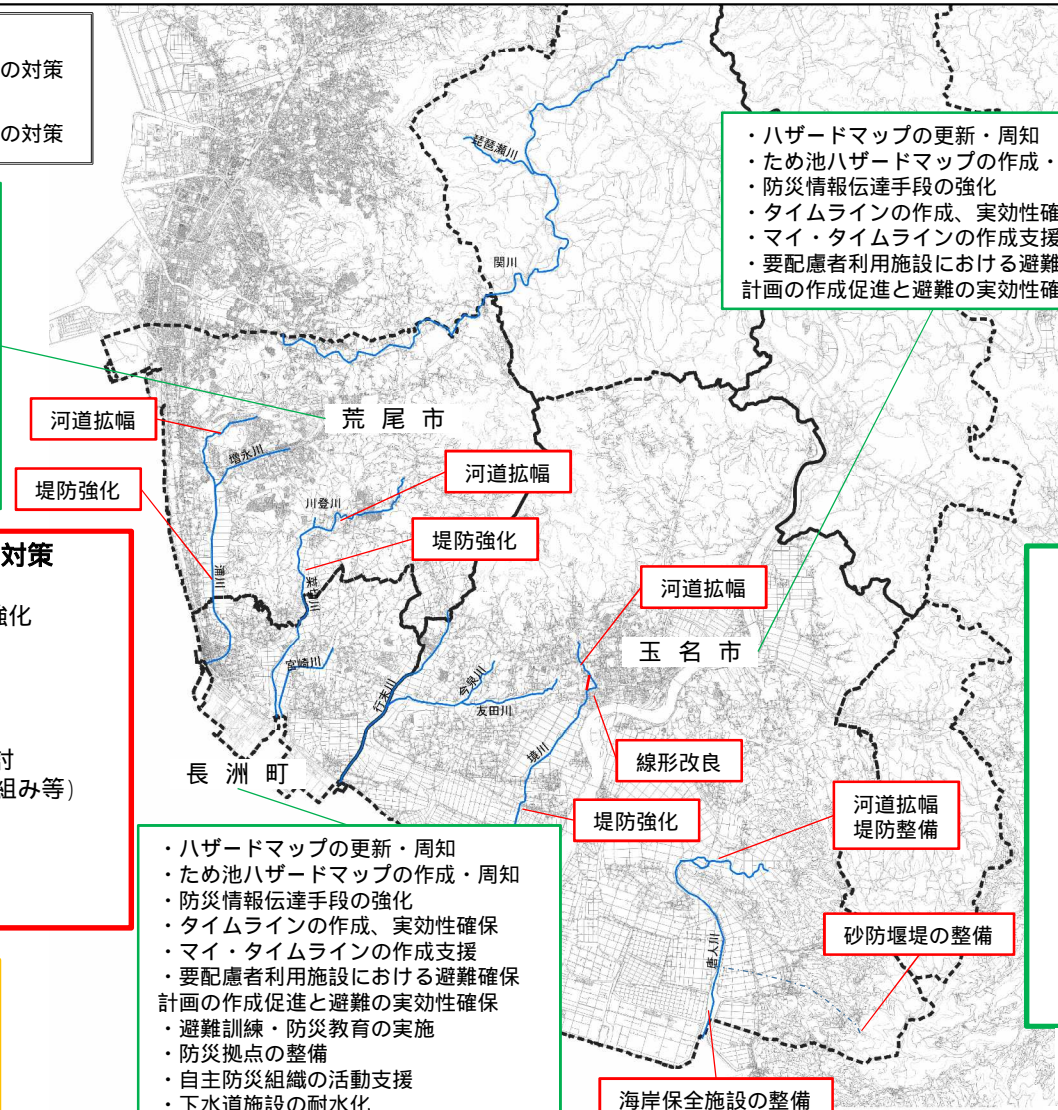 の対策
の対策
・ハザードマップの更新・周知
・ため池ハザードマップの作成・
・防災情報伝達手段の強化
・タイムラインの作成、実効性確
・マイ・タイムラインの作成支援
・要配慮者利用施設における避難
計画の作成促進と避難の実効性確
琵琶瀬川
関川
荒尾市
河道拡幅
増永川
堤防強化
浦川
川登川
河道拡幅
堤防強化
菜切川
宮崎川
対策
強化
付
組み等)
行末川
今泉川
友田川
長洲町
河道拡幅
玉名市
線形改良
境川
堤防強化
河道拡幅
堤防整備
唐人川
砂防堰堤の整備
海岸保全施設の整備
・ハザードマップの更新・周知
・ため池ハザードマップの作成・周知
・防災情報伝達手段の強化
・タイムラインの作成、実効性確保
・マイ・タイムラインの作成支援
・要配慮者利用施設における避難確保
計画の作成促進と避難の実効性確保
・避難訓練・防災教育の実施
・防災拠点の整備
・自主防災組織の活動支援
・下水道施設の耐水化